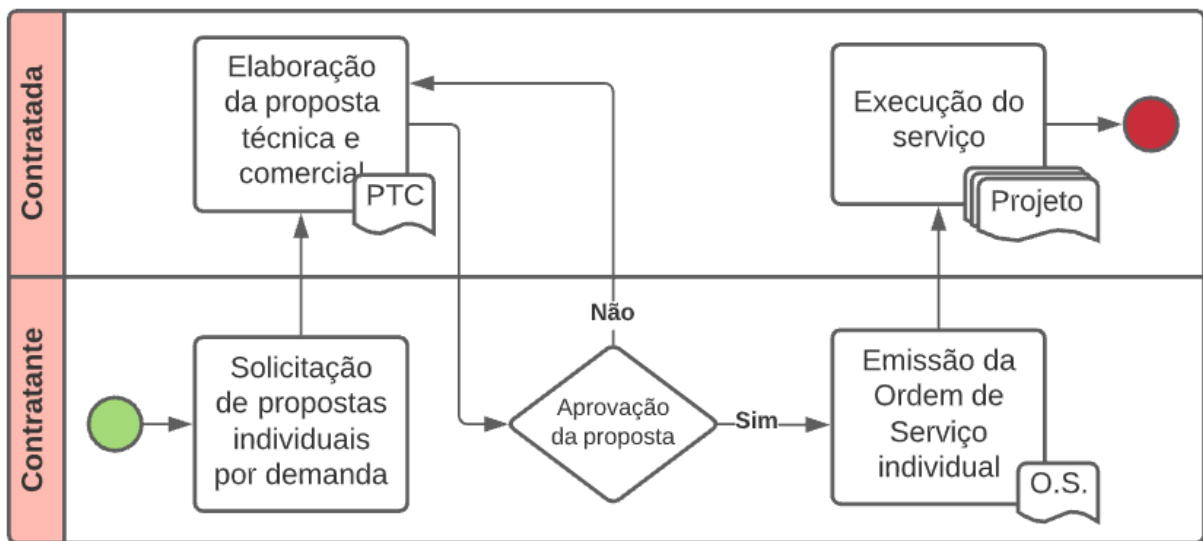 Contratada
Elaboração
da proposta
técnica e
comercial
PTC
Execução do
serviço
Projeto
Contratante
Solicitação
de propostas
individuais
por demanda
Não
Aprovação
da proposta
Sim
Emissão da
Ordem de
Serviço
individual
O.S.